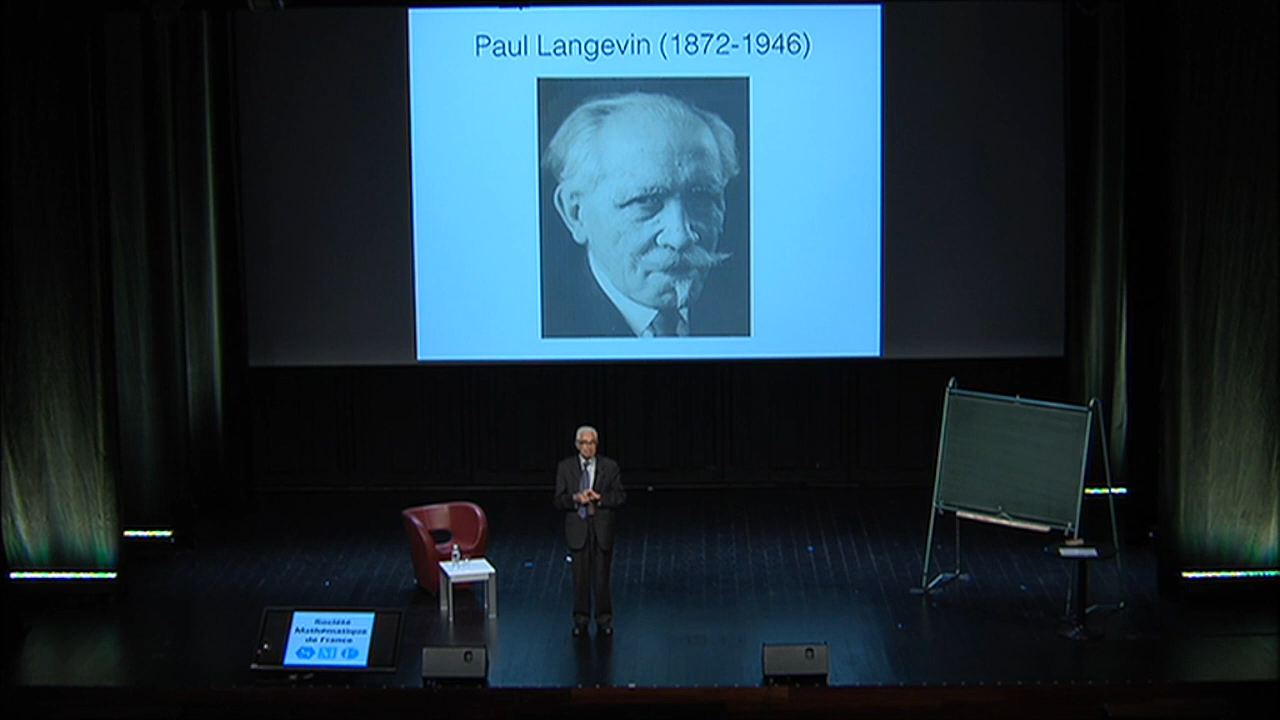 Paul Langevin (1872-1946)
Société
Mathématique
de France